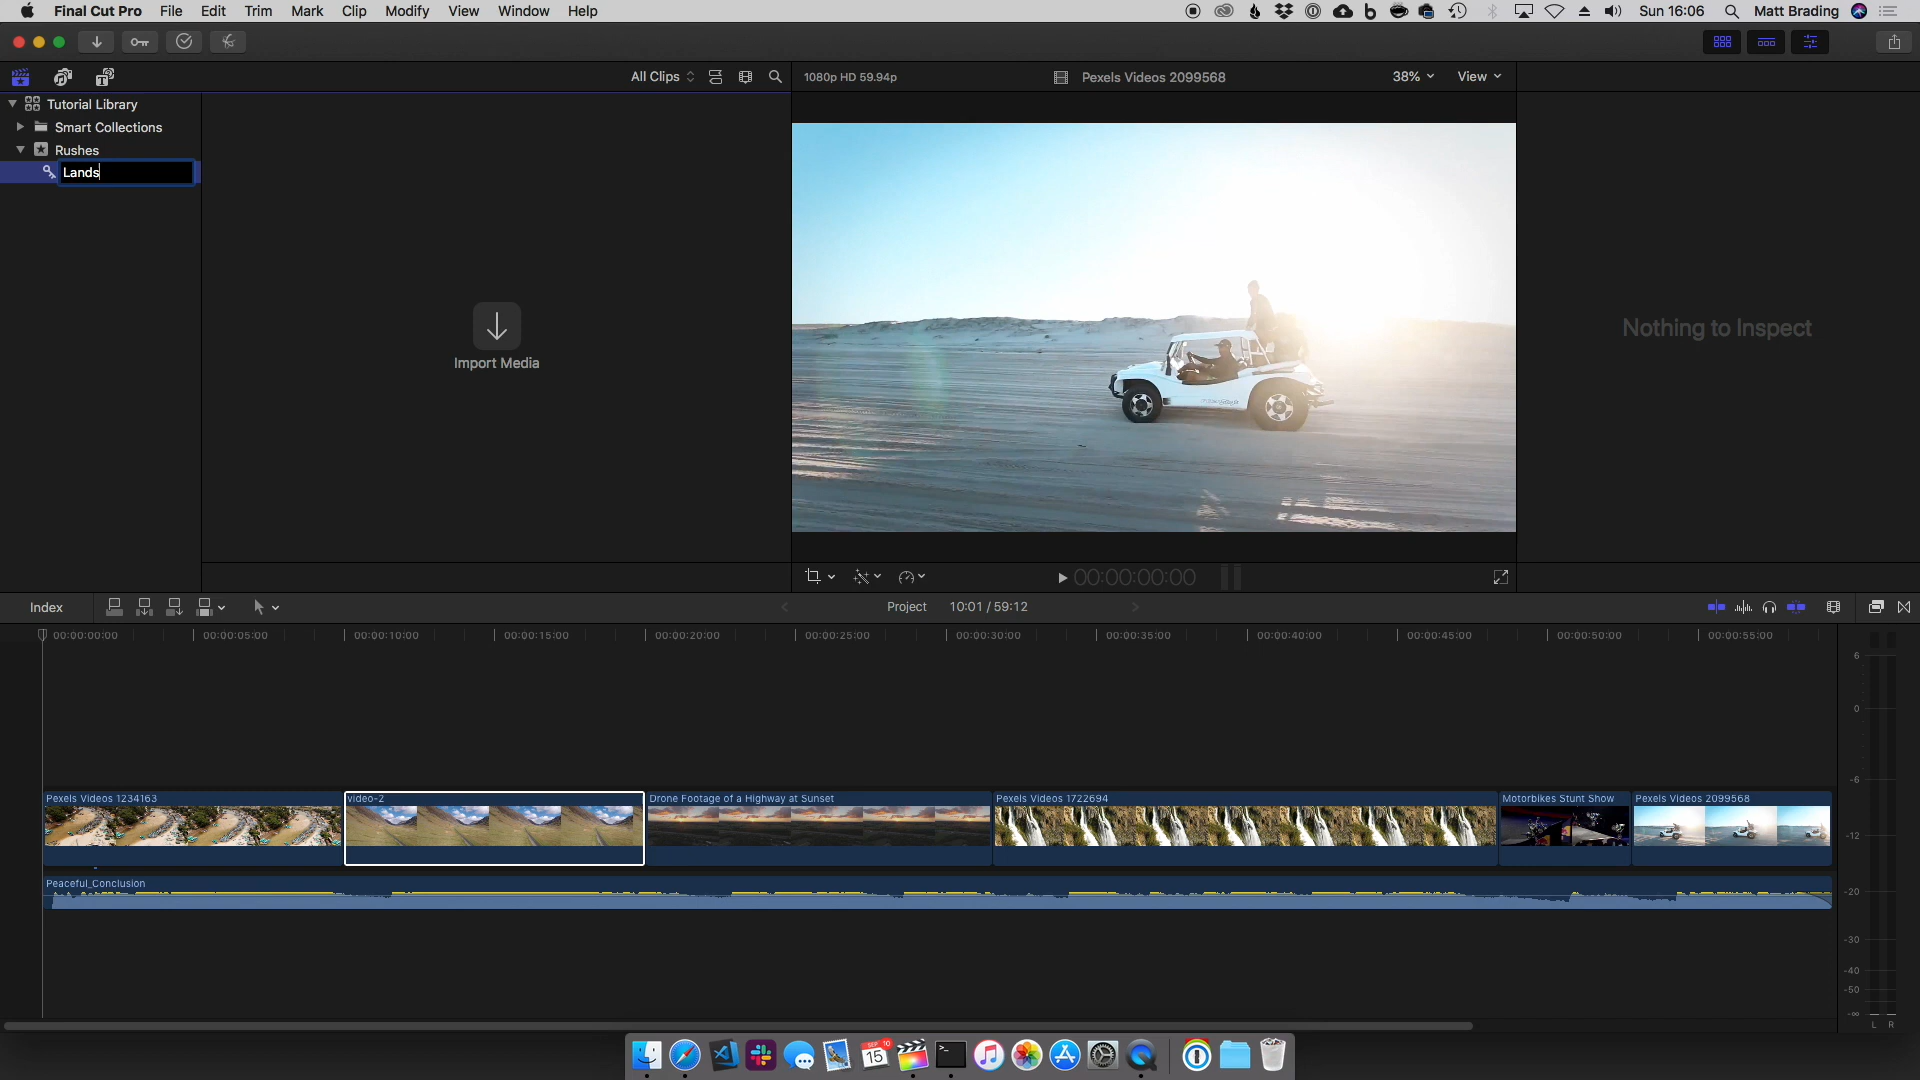 Final Cut Pro File Edit Trim Mark Clip Modify View Window Help Sun 16:06 Matt Brading
All Clips 1080p HD 59.94p Pexels Videos 2099568 38% View
Tutorial Library
Smart Collections
Rushes
Lands
Import Media
Nothing to Inspect
00:00:00:00
Index Project 10:01 / 59:12
00:00:00:00 00:00:05:00 00:00:10:00 00:00:15:00 00:00:20:00 00:00:25:00 00:00:30:00 00:00:35:00 00:00:40:00 00:00:45:00 00:00:50:00 00:00:55:00
6
0
-6
Pexels Videos 1234163 video-2 Drone Footage of a Highway at Sunset Pexels Videos 1722694 Motorbikes Stunt Show Pexels Videos 2099568
-12
Peaceful_Conclusion
-20
-30
-40
-50
-∞
L R
SEP 10
15